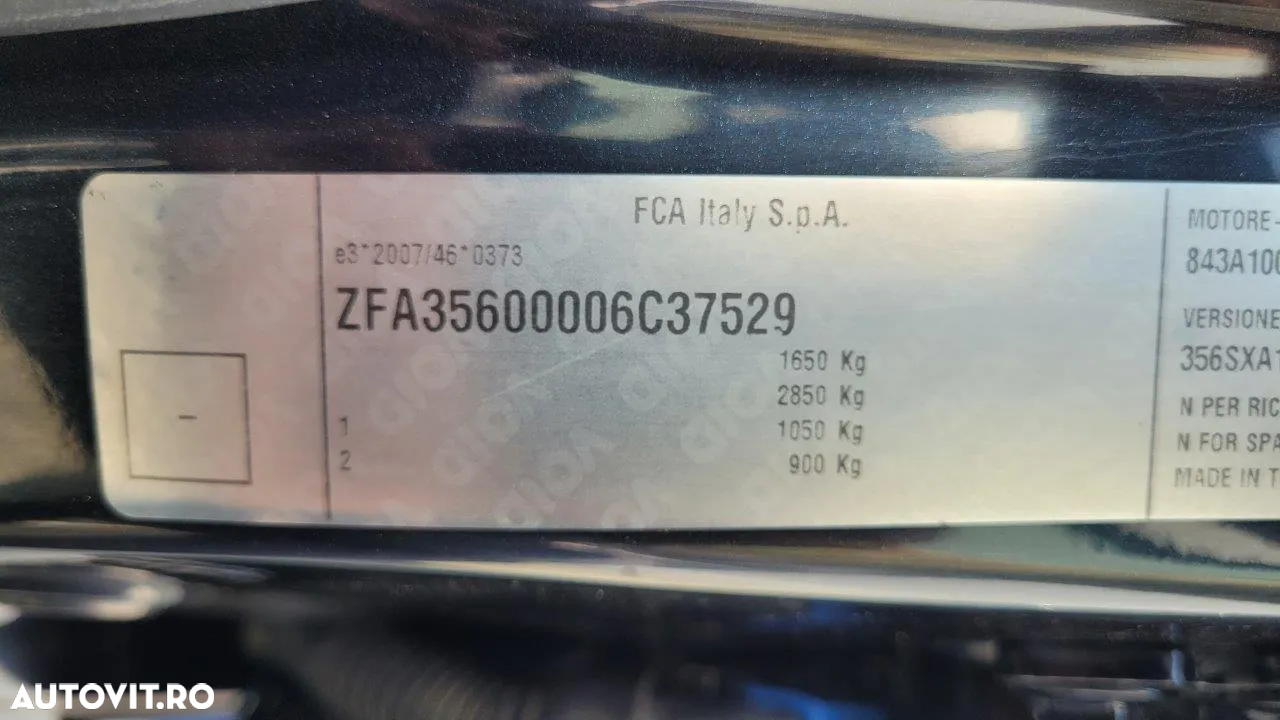 FCA Italy S.p.A.
e3*2007/46*0373
ZFA35600006C37529
1650 Kg
2850 Kg
1 1050 Kg
2 900 Kg
-
MOTORE-
843A100
VERSIONE
356SXA1
N PER RIC
N FOR SPA
MADE IN T
VOID
AUTOVIT.RO